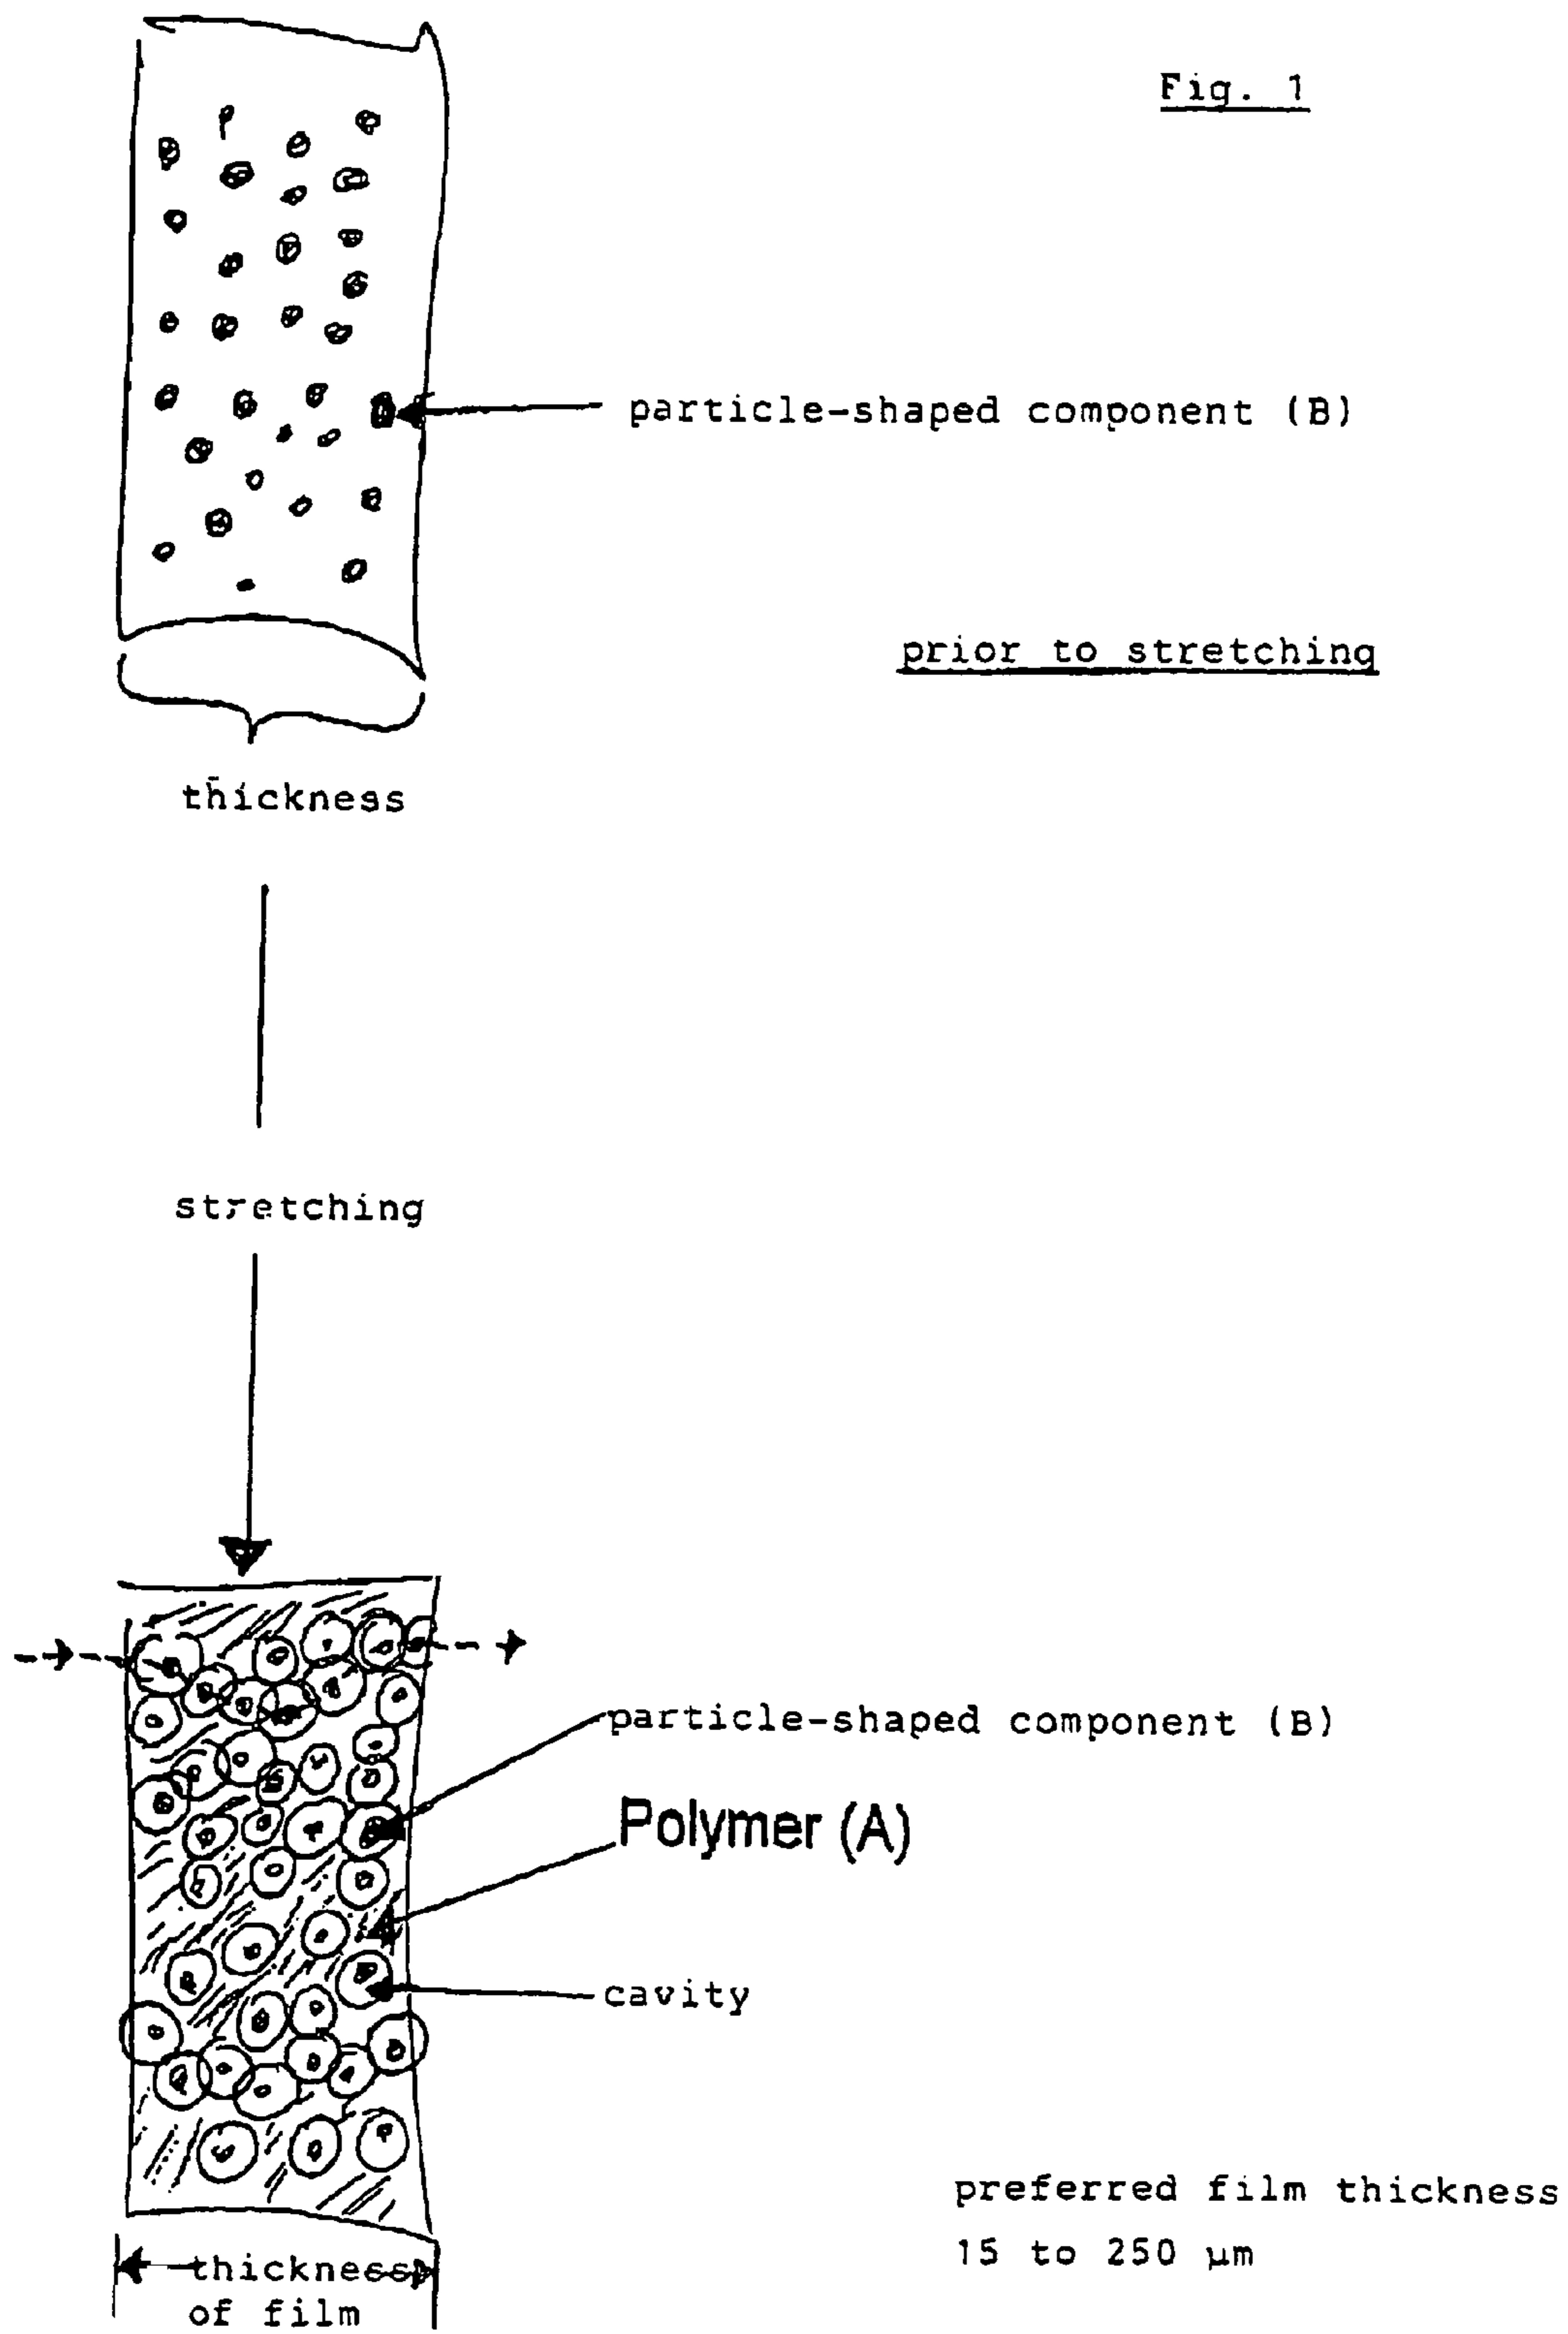 Fig. 1
particle-shaped component (B)
prior to stretching
thickness
stretching
particle-shaped component (B)
Polymer (A)
cavity
preferred film thickness
15 to 250 µm
thickness
of film